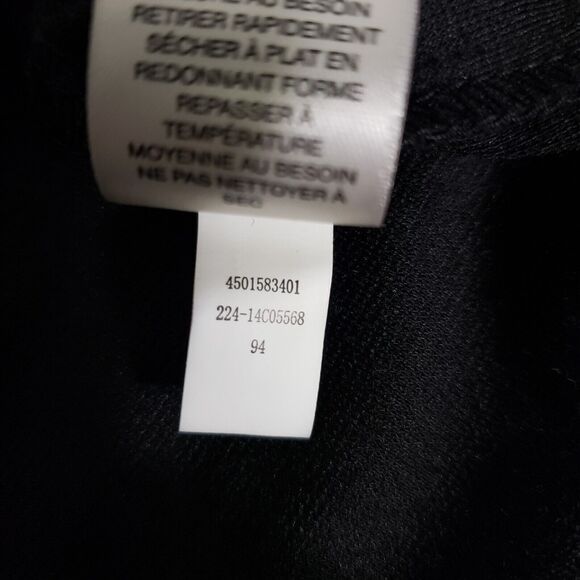 AU BESOIN
RETIRER RAPIDEMENT
SÉCHER À PLAT EN
REDONNANT FORME
REPASSER À
TEMPÉRATURE
MOYENNE AU BESOIN
NE PAS NETTOYER À
SEC
4501583401
224-14C05568
94